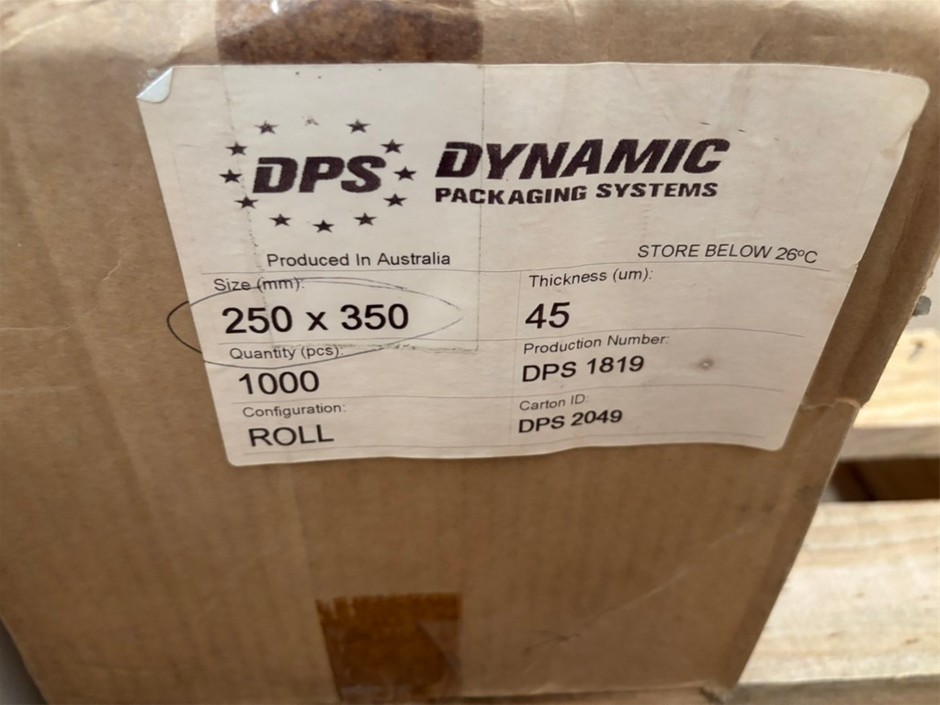 DPS
DYNAMIC
PACKAGING SYSTEMS
Produced In Australia
STORE BELOW 26ºC
Size (mm):
250 x 350
Thickness (um):
45
Quantity (pcs):
1000
Production Number:
DPS 1819
Configuration:
ROLL
Carton ID:
DPS 2049